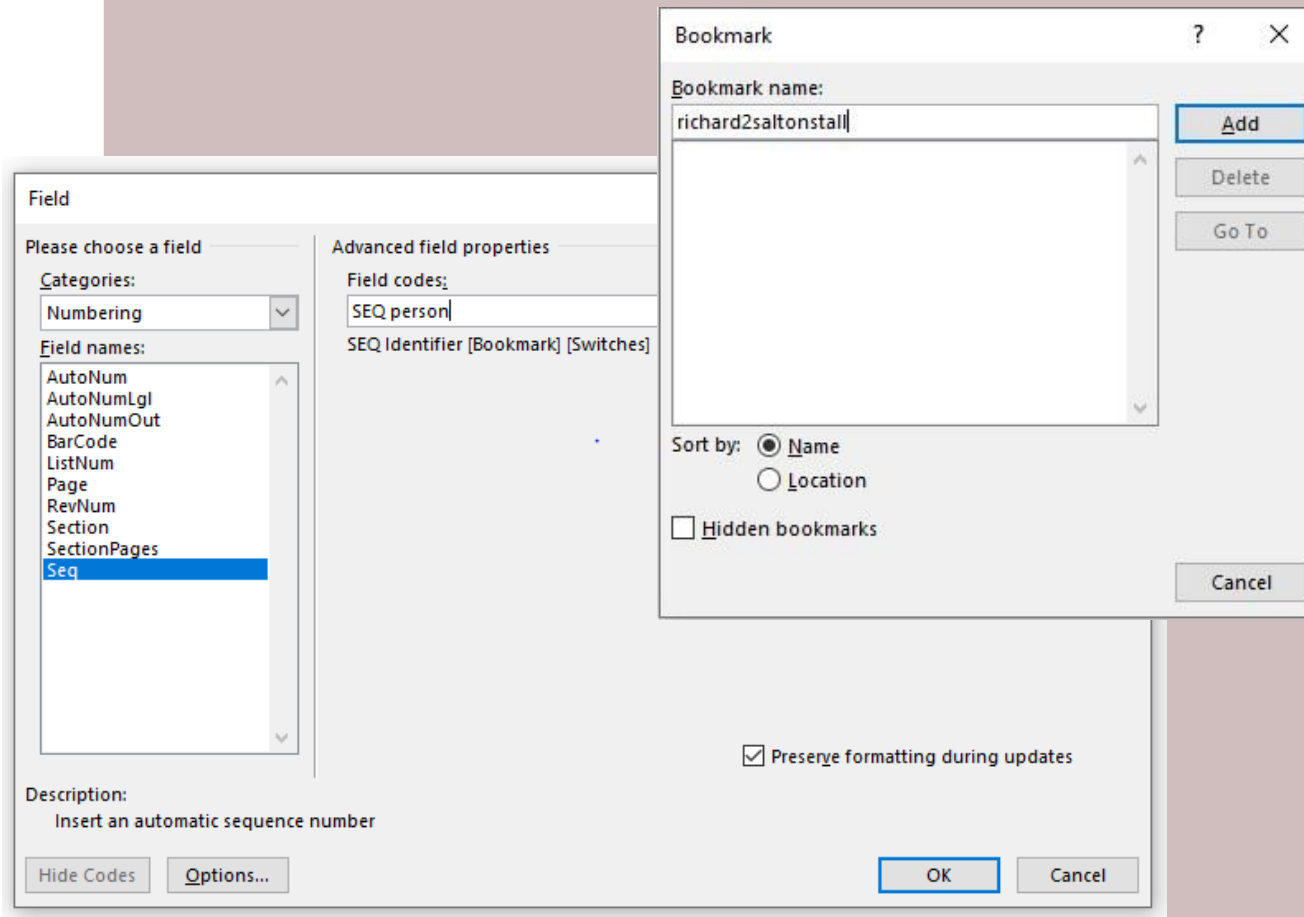 Bookmark ? ×
Bookmark name:
richard2saltonstall
Add
Delete
Go To
Sort by: Name
Location
Hidden bookmarks
Cancel
Field
Please choose a field
Categories:
Numbering
Field names:
AutoNum
AutoNumLgl
AutoNumOut
BarCode
ListNum
Page
RevNum
Section
SectionPages
Seq
Advanced field properties
Field codes:
SEQ person
SEQ Identifier [Bookmark] [Switches]
Preserve formatting during updates
Description:
Insert an automatic sequence number
Hide Codes
Options...
OK
Cancel